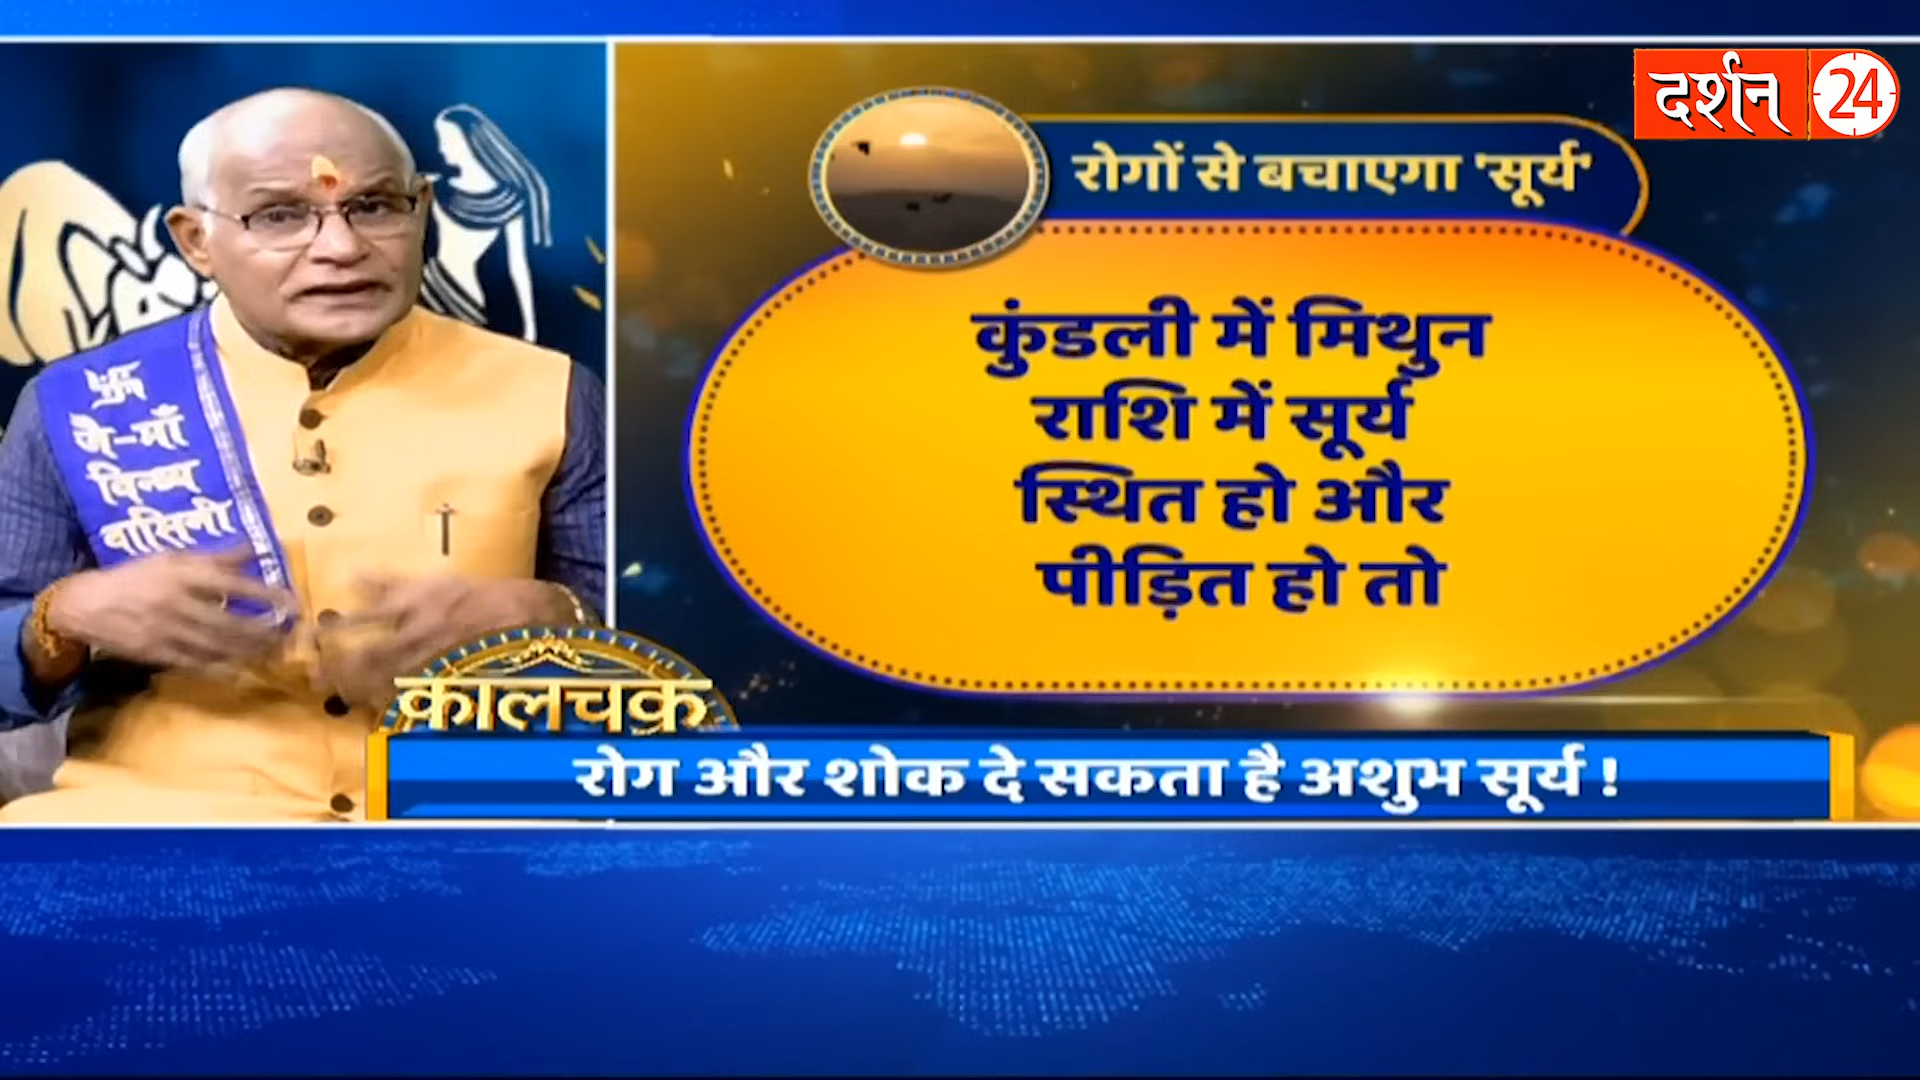 दर्शन 24
रोगों से बचाएगा 'सूर्य'
कुंडली में मिथुन
राशि में सूर्य
स्थित हो और
पीड़ित हो तो
जै-माँ
विन्ध्य
वासिनी
कालचक्र
रोग और शोक दे सकता है अशुभ सूर्य !